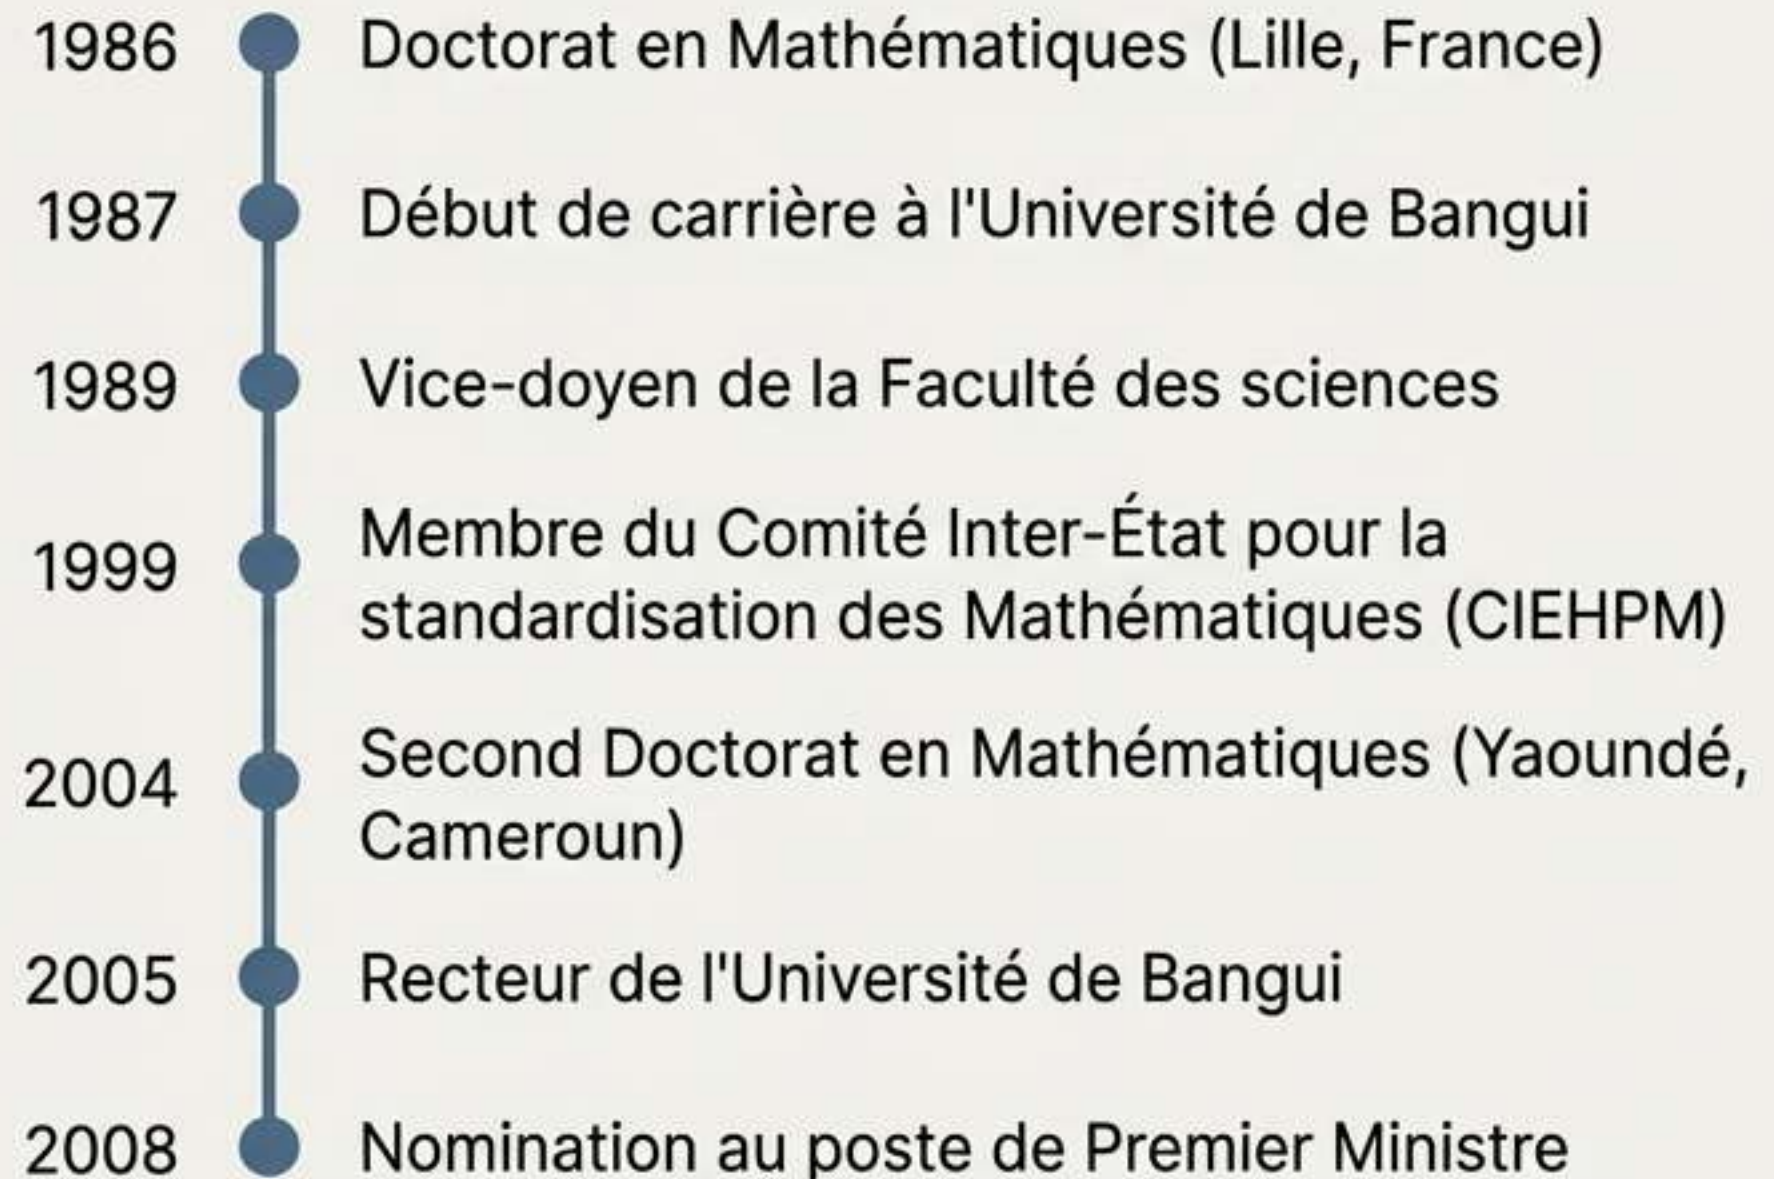 1986 Doctorat en Mathématiques (Lille, France)
1987 Début de carrière à l'Université de Bangui
1989 Vice-doyen de la Faculté des sciences
1999 Membre du Comité Inter-État pour la
standardisation des Mathématiques (CIEHPM)
2004 Second Doctorat en Mathématiques (Yaoundé,
Cameroun)
2005 Recteur de l'Université de Bangui
2008 Nomination au poste de Premier Ministre